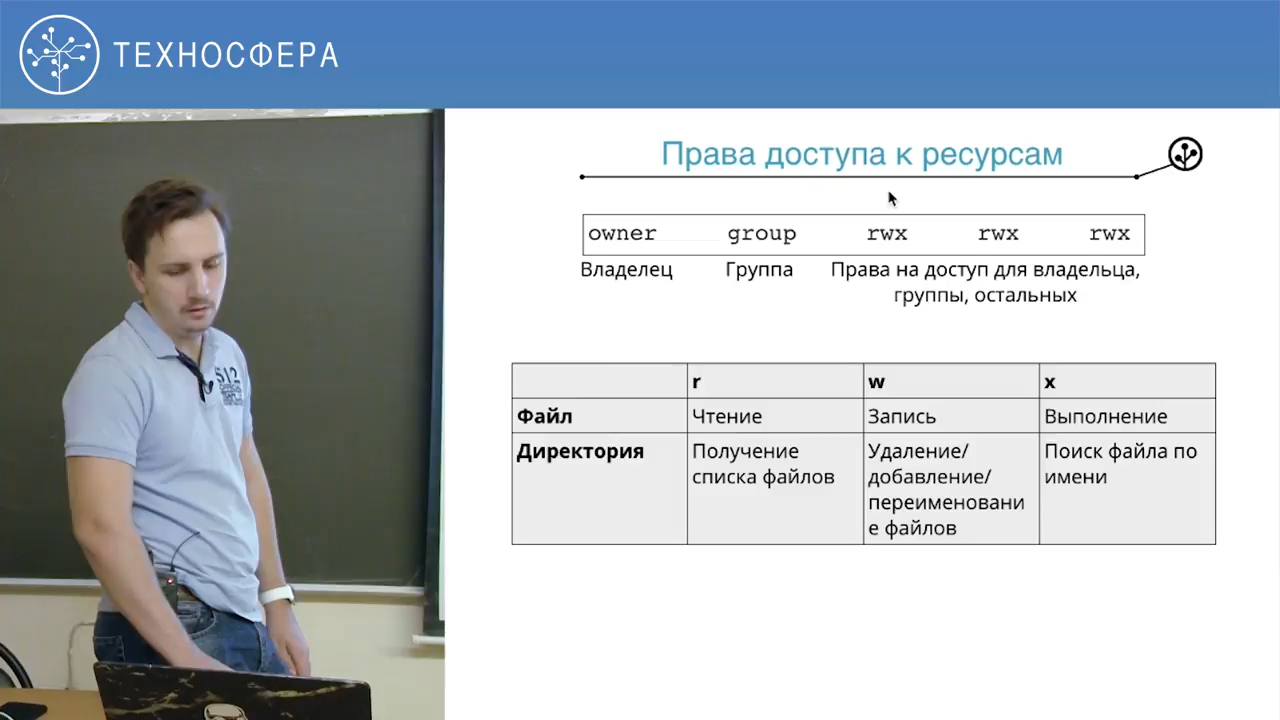 ТЕХНОСФЕРА
Права доступа к ресурсам
owner group rwx rwx rwx
Владелец Группа Права на доступ для владельца,
группы, остальных
r w x
Файл Чтение Запись Выполнение
Директория Получение Удаление/ Поиск файла по
списка файлов добавление/ имени
переименовани
е файлов
512